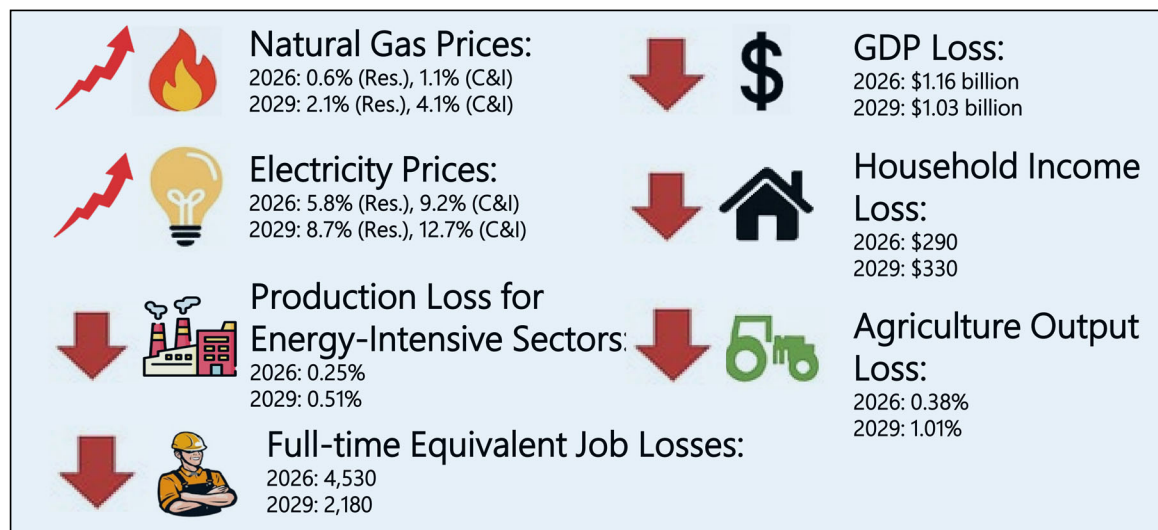 Natural Gas Prices:
2026: 0.6% (Res.), 1.1% (C&I)
2029: 2.1% (Res.), 4.1% (C&I)
Electricity Prices:
2026: 5.8% (Res.), 9.2% (C&I)
2029: 8.7% (Res.), 12.7% (C&I)
Production Loss for
Energy-Intensive Sectors:
2026: 0.25%
2029: 0.51%
Full-time Equivalent Job Losses:
2026: 4,530
2029: 2,180
$
GDP Loss:
2026: $1.16 billion
2029: $1.03 billion
Household Income
Loss:
2026: $290
2029: $330
Agriculture Output
Loss:
2026: 0.38%
2029: 1.01%